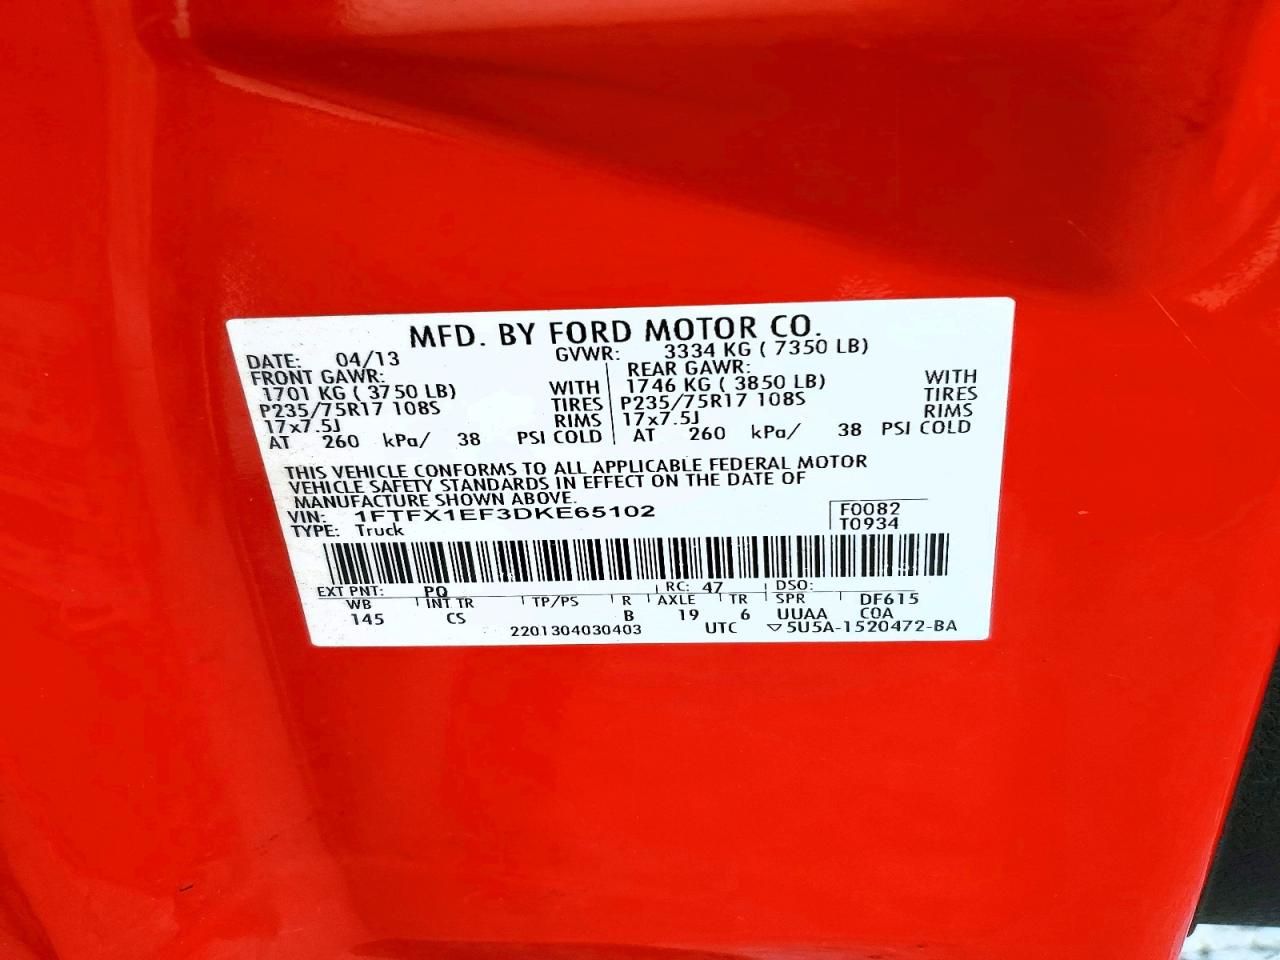 MFD. BY FORD MOTOR CO.
DATE: 04/13 GVWR: 3334 KG ( 7350 LB)
FRONT GAWR: REAR GAWR:
1701 KG ( 3750 LB) WITH 1746 KG ( 3850 LB) WITH
P235/75R17 108S TIRES P235/75R17 108S TIRES
17x7.5J RIMS 17x7.5J RIMS
AT 260 kPa/ 38 PSI COLD AT 260 kPa/ 38 PSI COLD
THIS VEHICLE CONFORMS TO ALL APPLICABLE FEDERAL MOTOR
VEHICLE SAFETY STANDARDS IN EFFECT ON THE DATE OF
MANUFACTURE SHOWN ABOVE.
VIN: 1FTFX1EF3DKE65102 F0082
TYPE: Truck T0934
EXT PNT: PQ RC: 47 DSO:
WB INT TR TP/PS R AXLE TR SPR DF615
145 CS B 19 6 UUAA COA
2201304030403 UTC ▽5U5A-1520472-BA